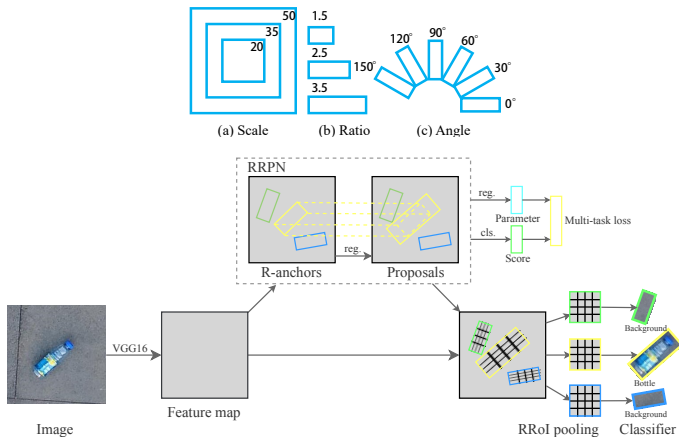 50
35
20
(a) Scale
1.5
2.5
3.5
(b) Ratio
150°
120°
90°
60°
30°
0°
(c) Angle
RRPN
R-anchors
reg.
Proposals
reg.
Parameter
cls.
Score
Multi-task loss
Image
VGG16
Feature map
RRoI pooling
Background
Bottle
Background
Classifier